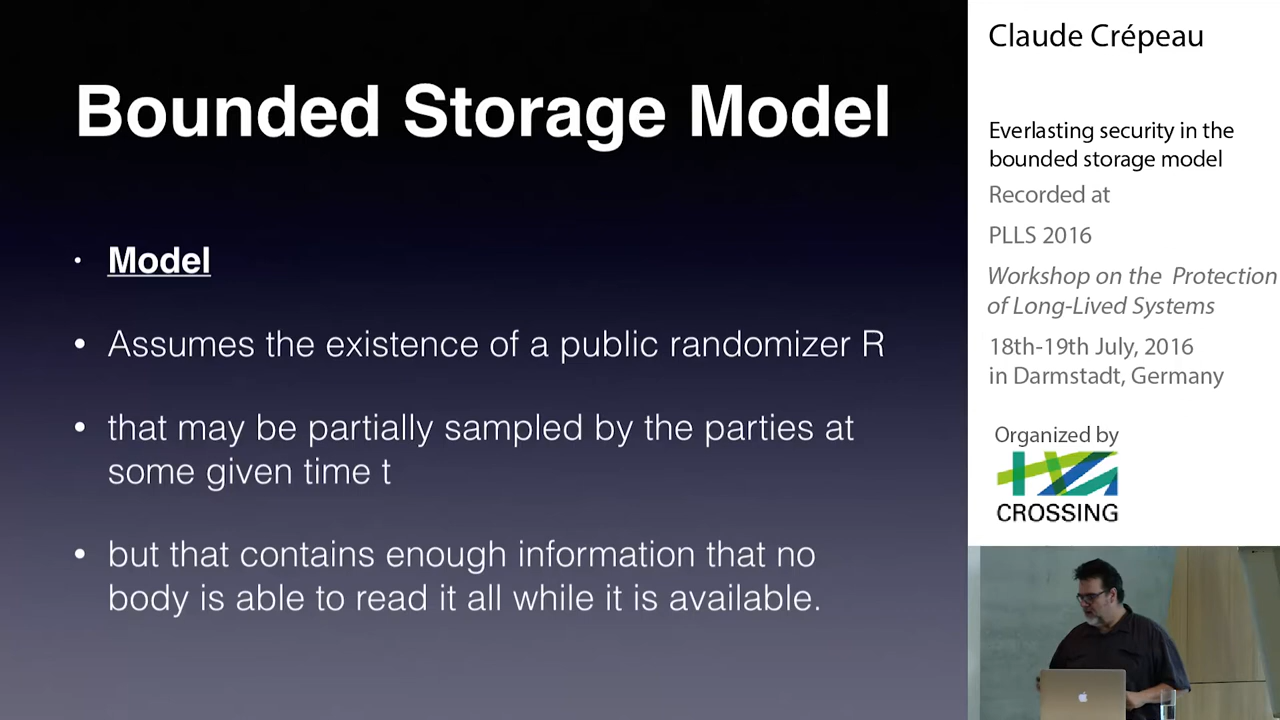 Bounded Storage Model
• Model
• Assumes the existence of a public randomizer R
• that may be partially sampled by the parties at
some given time t
• but that contains enough information that no
body is able to read it all while it is available.
Claude Crépeau
Everlasting security in the
bounded storage model
Recorded at
PLLS 2016
Workshop on the Protection
of Long-Lived Systems
18th-19th July, 2016
in Darmstadt, Germany
Organized by
CROSSING